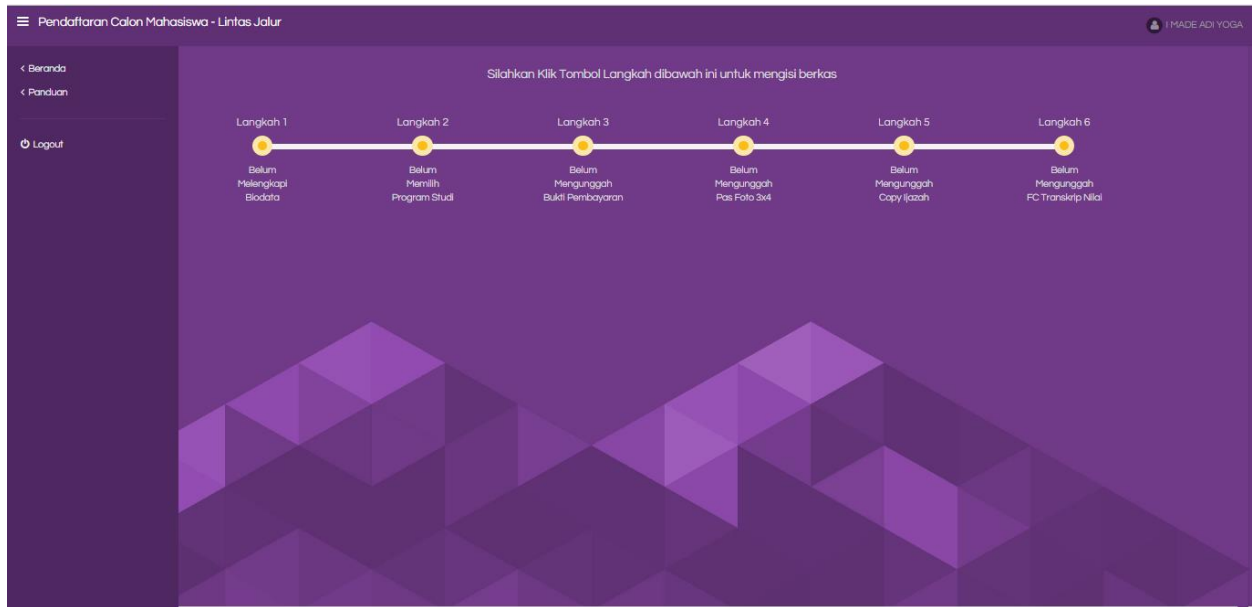 Pendaftaran Calon Mahasiswa - Lintas Jalur
I MADE ADI YOGA
< Beranda
< Panduan
Logout
Silahkan Klik Tombol Langkah dibawah ini untuk mengisi berkas
Langkah 1
Belum
Melengkapi
Biodata
Langkah 2
Belum
Memilih
Program Studi
Langkah 3
Belum
Mengunggah
Bukti Pembayaran
Langkah 4
Belum
Mengunggah
Pas Foto 3x4
Langkah 5
Belum
Mengunggah
Copy Ijazah
Langkah 6
Belum
Mengunggah
FC Transkrip Nilai